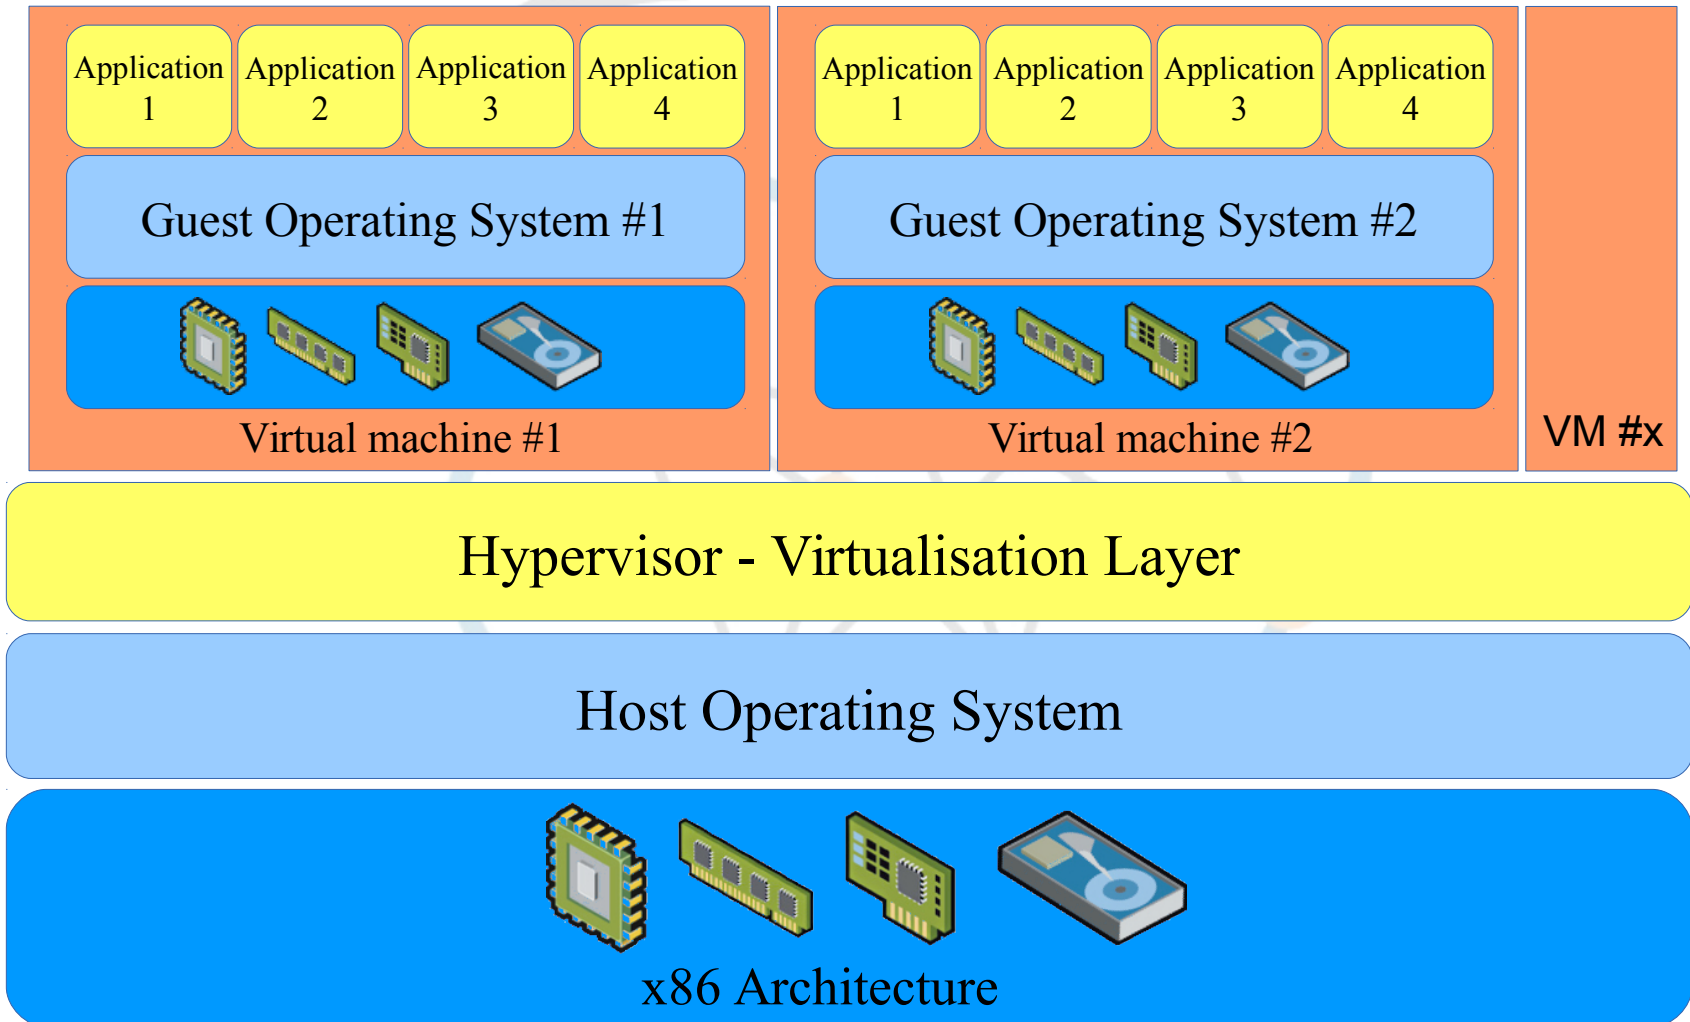 Application
1
Application
2
Application
3
Application
4
Guest Operating System #1
Virtual machine #1
Application
1
Application
2
Application
3
Application
4
Guest Operating System #2
Virtual machine #2
VM #x
Hypervisor - Virtualisation Layer
Host Operating System
x86 Architecture